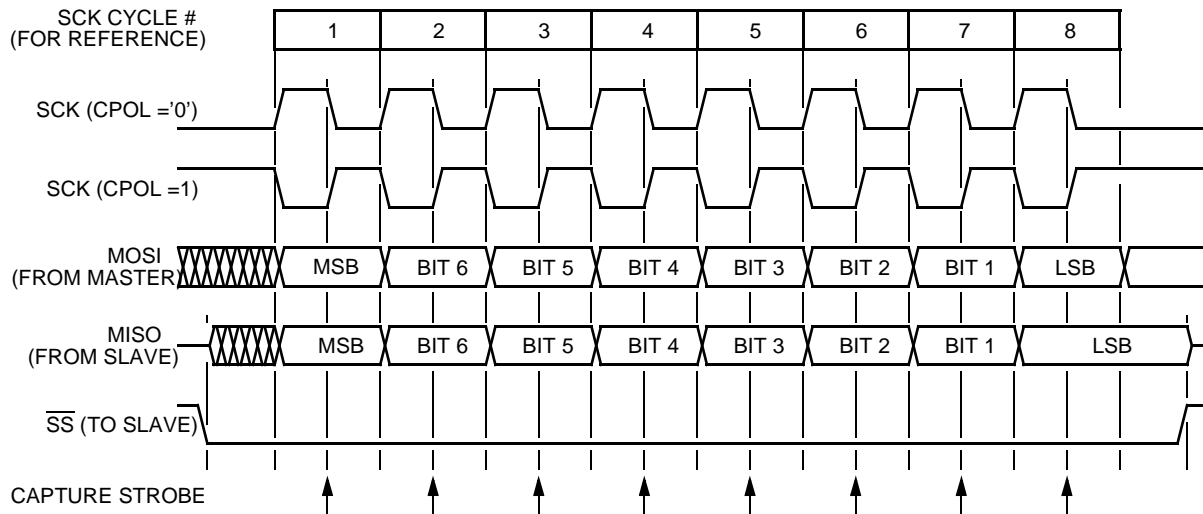 SCK CYCLE #
(FOR REFERENCE)
1 2 3 4 5 6 7 8
SCK (CPOL ='0')
SCK (CPOL =1)
MOSI
(FROM MASTER)
MSB BIT 6 BIT 5 BIT 4 BIT 3 BIT 2 BIT 1 LSB
MISO
(FROM SLAVE)
MSB BIT 6 BIT 5 BIT 4 BIT 3 BIT 2 BIT 1 LSB
S̅S̅ (TO SLAVE)
CAPTURE STROBE